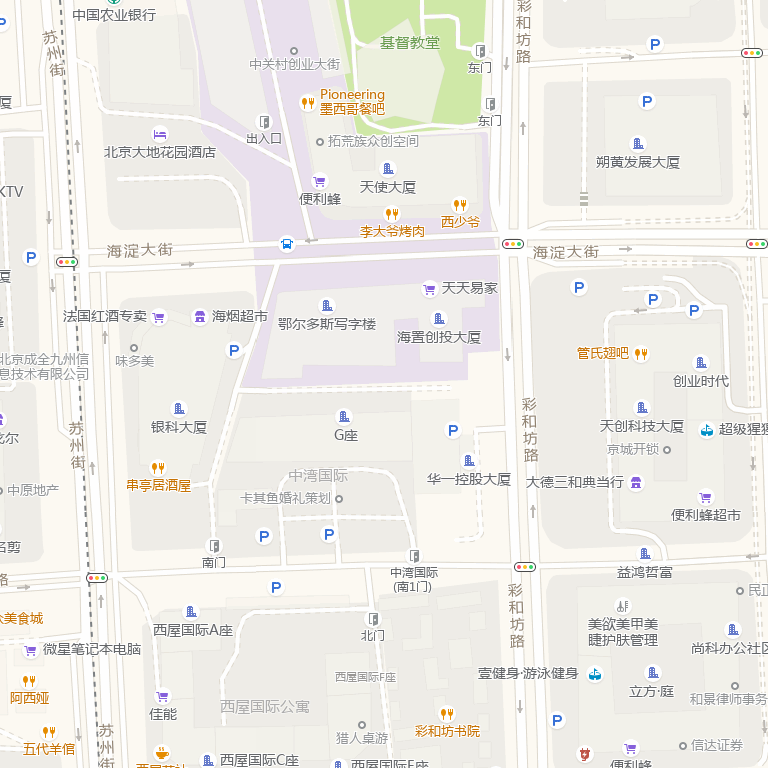 中国农业银行
苏州街
中关村创业大街
基督教堂
东门
彩和坊路
P
Pioneering
墨西哥餐吧
出入口
拓荒族众创空间
东门
P
北京大地花园酒店
天使大厦
朔黄发展大厦
KTV
便利蜂
西少爷
李大爷烤肉
海淀大街
海淀大街
P
天天易家
P
P
P
法国红酒专卖
海烟超市
鄂尔多斯写字楼
海置创投大厦
味多美
P
管氏翅吧
北京成全九州信
息技术有限公司
创业时代
银科大厦
G座
彩和坊路
天创科技大厦
超级猩猩
苏州街
P
京城开锁
中湾国际
华一控股大厦
大德三和典当行
串亭居酒屋
卡其鱼婚礼策划
便利蜂超市
中原地产
P
P
南门
中湾国际
(南1门)
益鸿哲富
P
彩和坊路
西屋国际A座
北门
美欲美甲美
睫护肤管理
尚科办公社区
微星笔记本电脑
西屋国际F座
壹健身·游泳健身
立方·庭
阿西娅
佳能
西屋国际公寓
和景律师事务
苏州街
猎人桌游
彩和坊书院
P
五代羊倌
西屋国际C座
西屋国际E座
便利蜂
信达证券